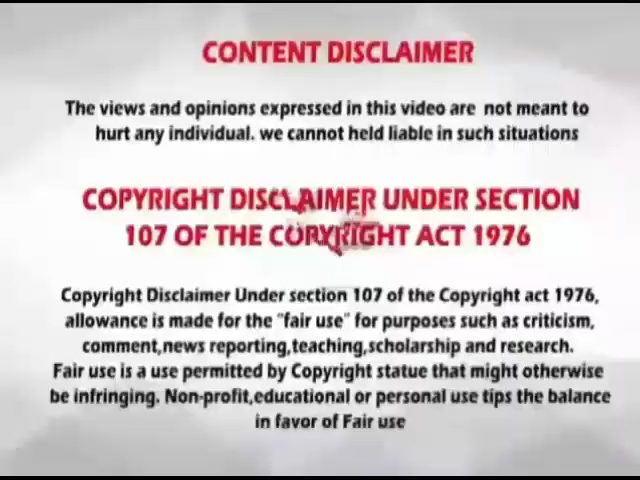 CONTENT DISCLAIMER
The views and opinions expressed in this video are not meant to
hurt any individual. we cannot held liable in such situations
COPYRIGHT DISCLAIMER UNDER SECTION
107 OF THE COPYRIGHT ACT 1976
Copyright Disclaimer Under section 107 of the Copyright act 1976,
allowance is made for the "fair use" for purposes such as criticism,
comment,news reporting,teaching,scholarship and research.
Fair use is a use permitted by Copyright statue that might otherwise
be infringing. Non-profit,educational or personal use tips the balance
in favor of Fair use